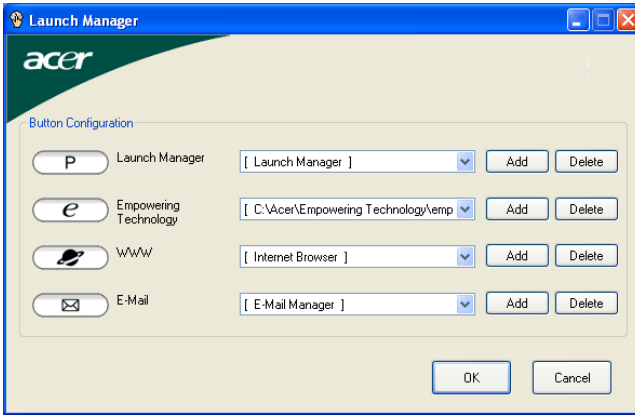 Launch Manager
acer
Button Configuration
P Launch Manager [ Launch Manager ] Add Delete
e Empowering Technology [ C:\Acer\Empowering Technology\emp Add Delete
WWW [ Internet Browser ] Add Delete
E-Mail [ E-Mail Manager ] Add Delete
OK Cancel